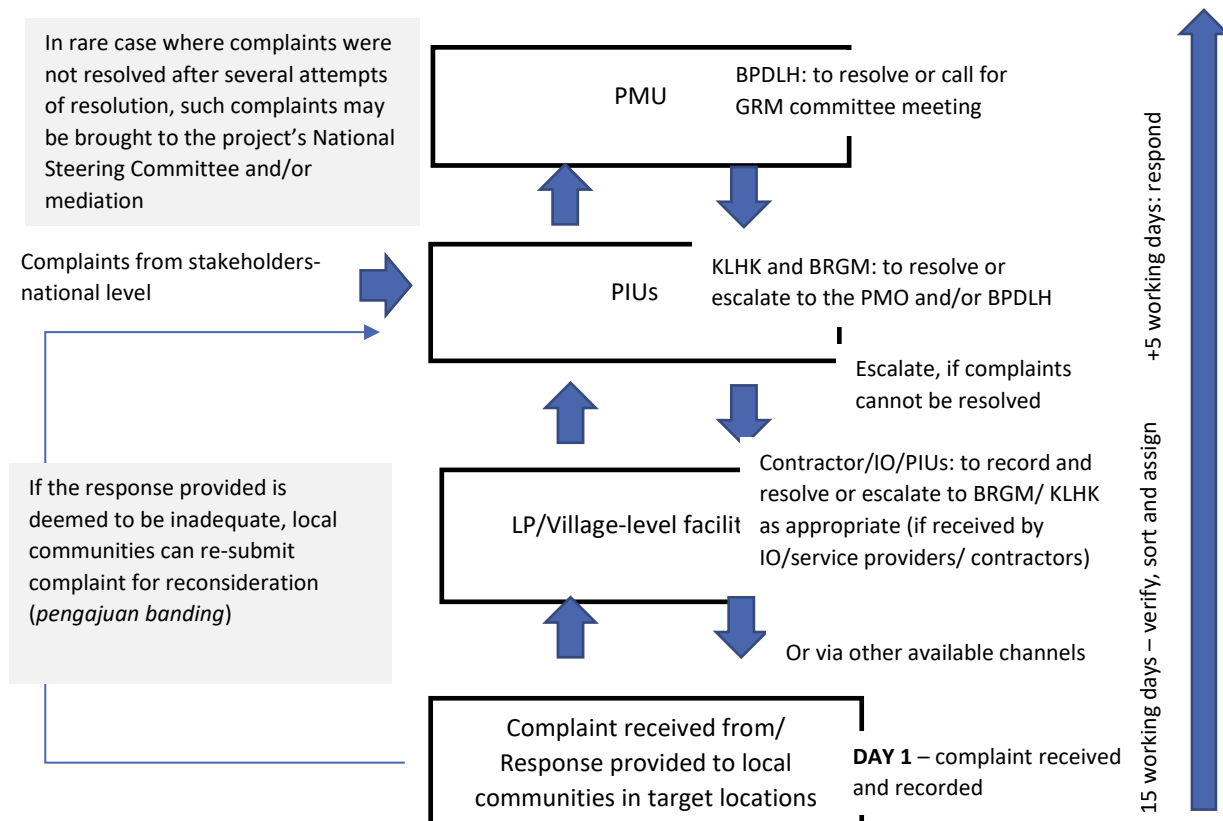 In rare case where complaints were
not resolved after several attempts
of resolution, such complaints may
be brought to the project's National
Steering Committee and/or
mediation
PMU
BPDLH: to resolve or call for
GRM committee meeting
Complaints from stakeholders-
national level
PIUs
KLHK and BRGM: to resolve or
escalate to the PMO and/or BPDLH
Escalate, if complaints
cannot be resolved
If the response provided is
deemed to be inadequate, local
communities can re-submit
complaint for reconsideration
(pengajuan banding)
LP/Village-level facilit
Contractor/IO/PIUs: to record and
resolve or escalate to BRGM/ KLHK
as appropriate (if received by
IO/service providers/ contractors)
Or via other available channels
Complaint received from/
Response provided to local
communities in target locations
DAY 1 – complaint received
and recorded
15 working days – verify, sort and assign
+5 working days: respond